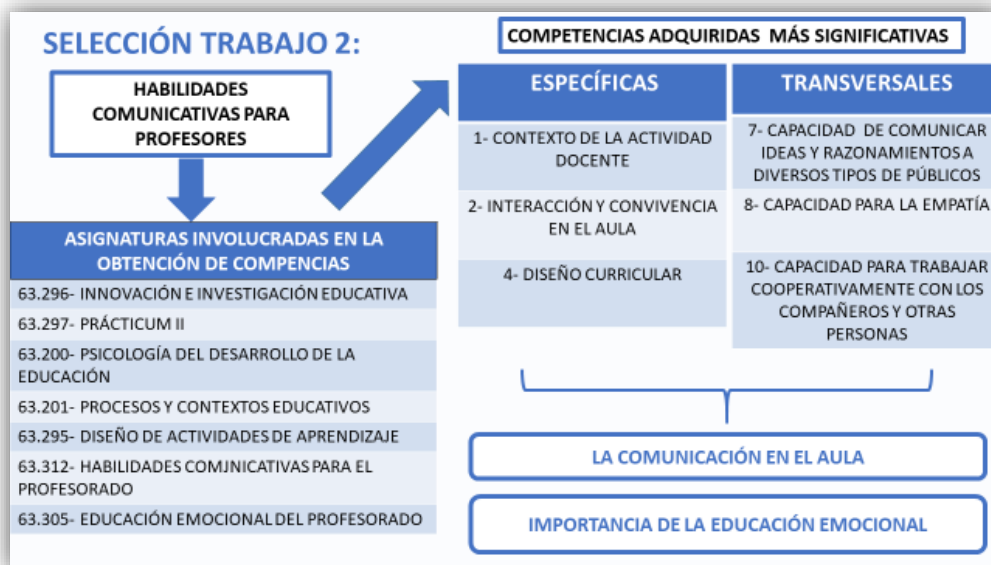 SELECCIÓN TRABAJO 2:
HABILIDADES
COMUNICATIVAS PARA
PROFESORES
ASIGNATURAS INVOLUCRADAS EN LA
OBTENCIÓN DE COMPENCIAS
63.296- INNOVACIÓN E INVESTIGACIÓN EDUCATIVA
63.297- PRÁCTICUM II
63.200- PSICOLOGÍA DEL DESARROLLO DE LA
EDUCACIÓN
63.201- PROCESOS Y CONTEXTOS EDUCATIVOS
63.295- DISEÑO DE ACTIVIDADES DE APRENDIZAJE
63.312- HABILIDADES COMJNICATIVAS PARA EL
PROFESORADO
63.305- EDUCACIÓN EMOCIONAL DEL PROFESORADO
COMPETENCIAS ADQUIRIDAS MÁS SIGNIFICATIVAS
ESPECÍFICAS
1- CONTEXTO DE LA ACTIVIDAD
DOCENTE
2- INTERACCIÓN Y CONVIVENCIA
EN EL AULA
4- DISEÑO CURRICULAR
TRANSVERSALES
7- CAPACIDAD DE COMUNICAR
IDEAS Y RAZONAMIENTOS A
DIVERSOS TIPOS DE PÚBLICOS
8- CAPACIDAD PARA LA EMPATÍA
10- CAPACIDAD PARA TRABAJAR
COOPERATIVAMENTE CON LOS
COMPAÑEROS Y OTRAS
PERSONAS
LA COMUNICACIÓN EN EL AULA
IMPORTANCIA DE LA EDUCACIÓN EMOCIONAL